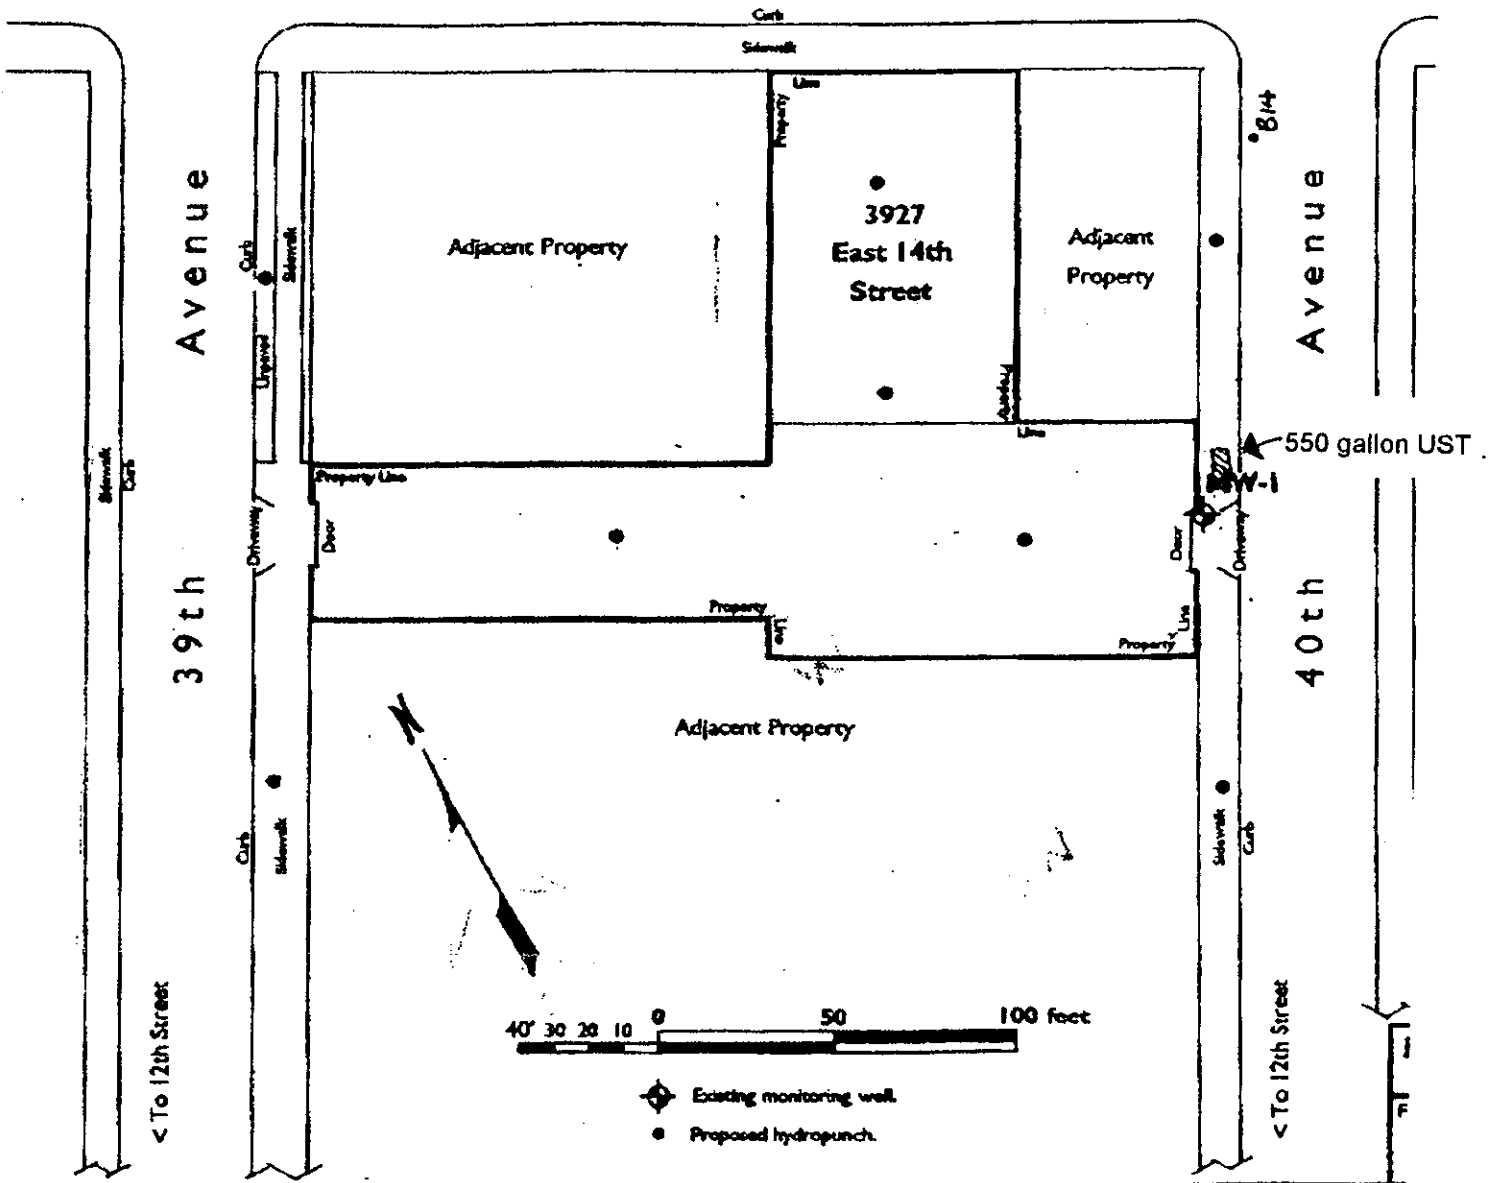 Curb
Sidewalk
Property
Line
B14
39th Avenue
Curb
Sidewalk
Unpaved
Adjacent Property
3927
East 14th
Street
Adjacent
Property
40th Avenue
Property
Line
550 gallon UST
Sidewalk
Curb
Property Line
Driveway
Door
Door
Driveway
Property
Line
Property
Line
Adjacent Property
N
Curb
Sidewalk
Sidewalk
Curb
< To 12th Street
< To 12th Street
40' 30 20 10 0 50 100 feet
Existing monitoring well.
Proposed hydropunch.